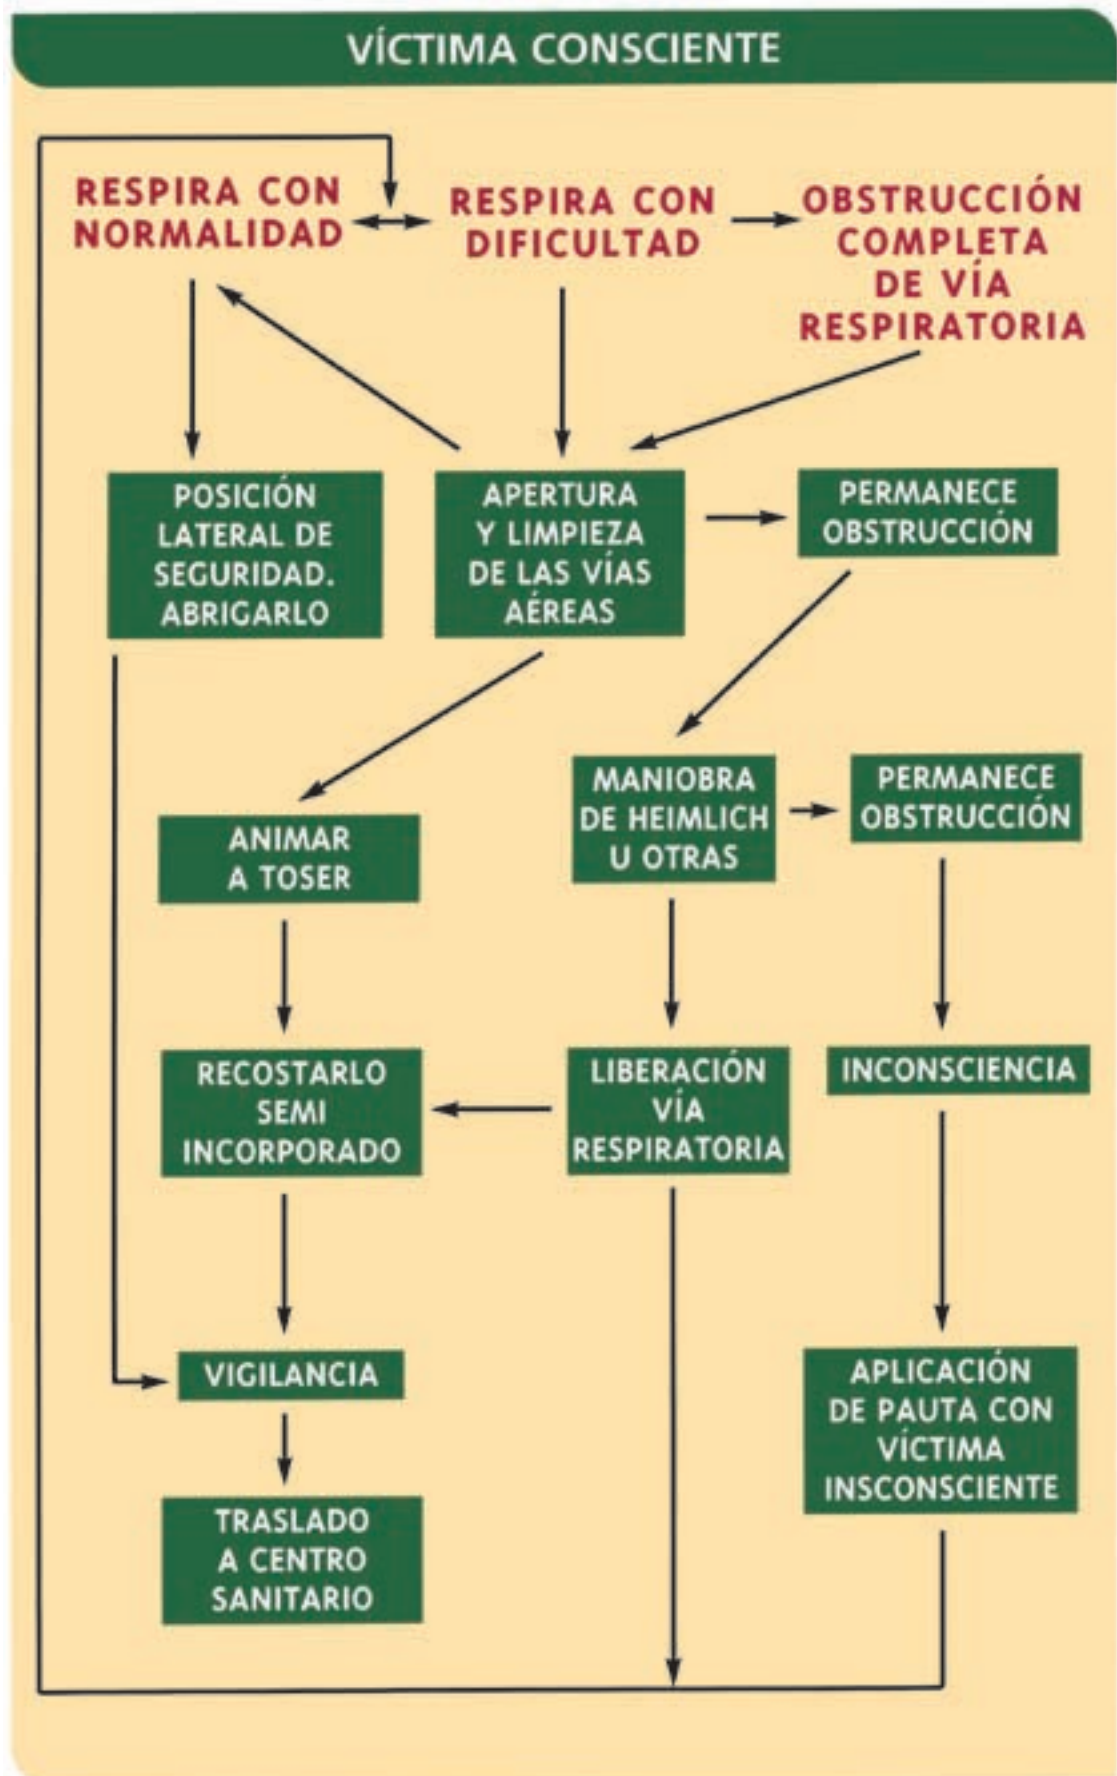 VÍCTIMA CONSCIENTE
RESPIRA CON
NORMALIDAD
RESPIRA CON
DIFICULTAD
OBSTRUCCIÓN
COMPLETA
DE VÍA
RESPIRATORIA
POSICIÓN
LATERAL DE
SEGURIDAD.
ABRIGARLO
APERTURA
Y LIMPIEZA
DE LAS VÍAS
AÉREAS
PERMANECE
OBSTRUCCIÓN
ANIMAR
A TOSER
MANIOBRA
DE HEIMLICH
U OTRAS
PERMANECE
OBSTRUCCIÓN
RECOSTARLO
SEMI
INCORPORADO
LIBERACIÓN
VÍA
RESPIRATORIA
INCONSCIENCIA
VIGILANCIA
APLICACIÓN
DE PAUTA CON
VÍCTIMA
INSCONSCIENTE
TRASLADO
A CENTRO
SANITARIO